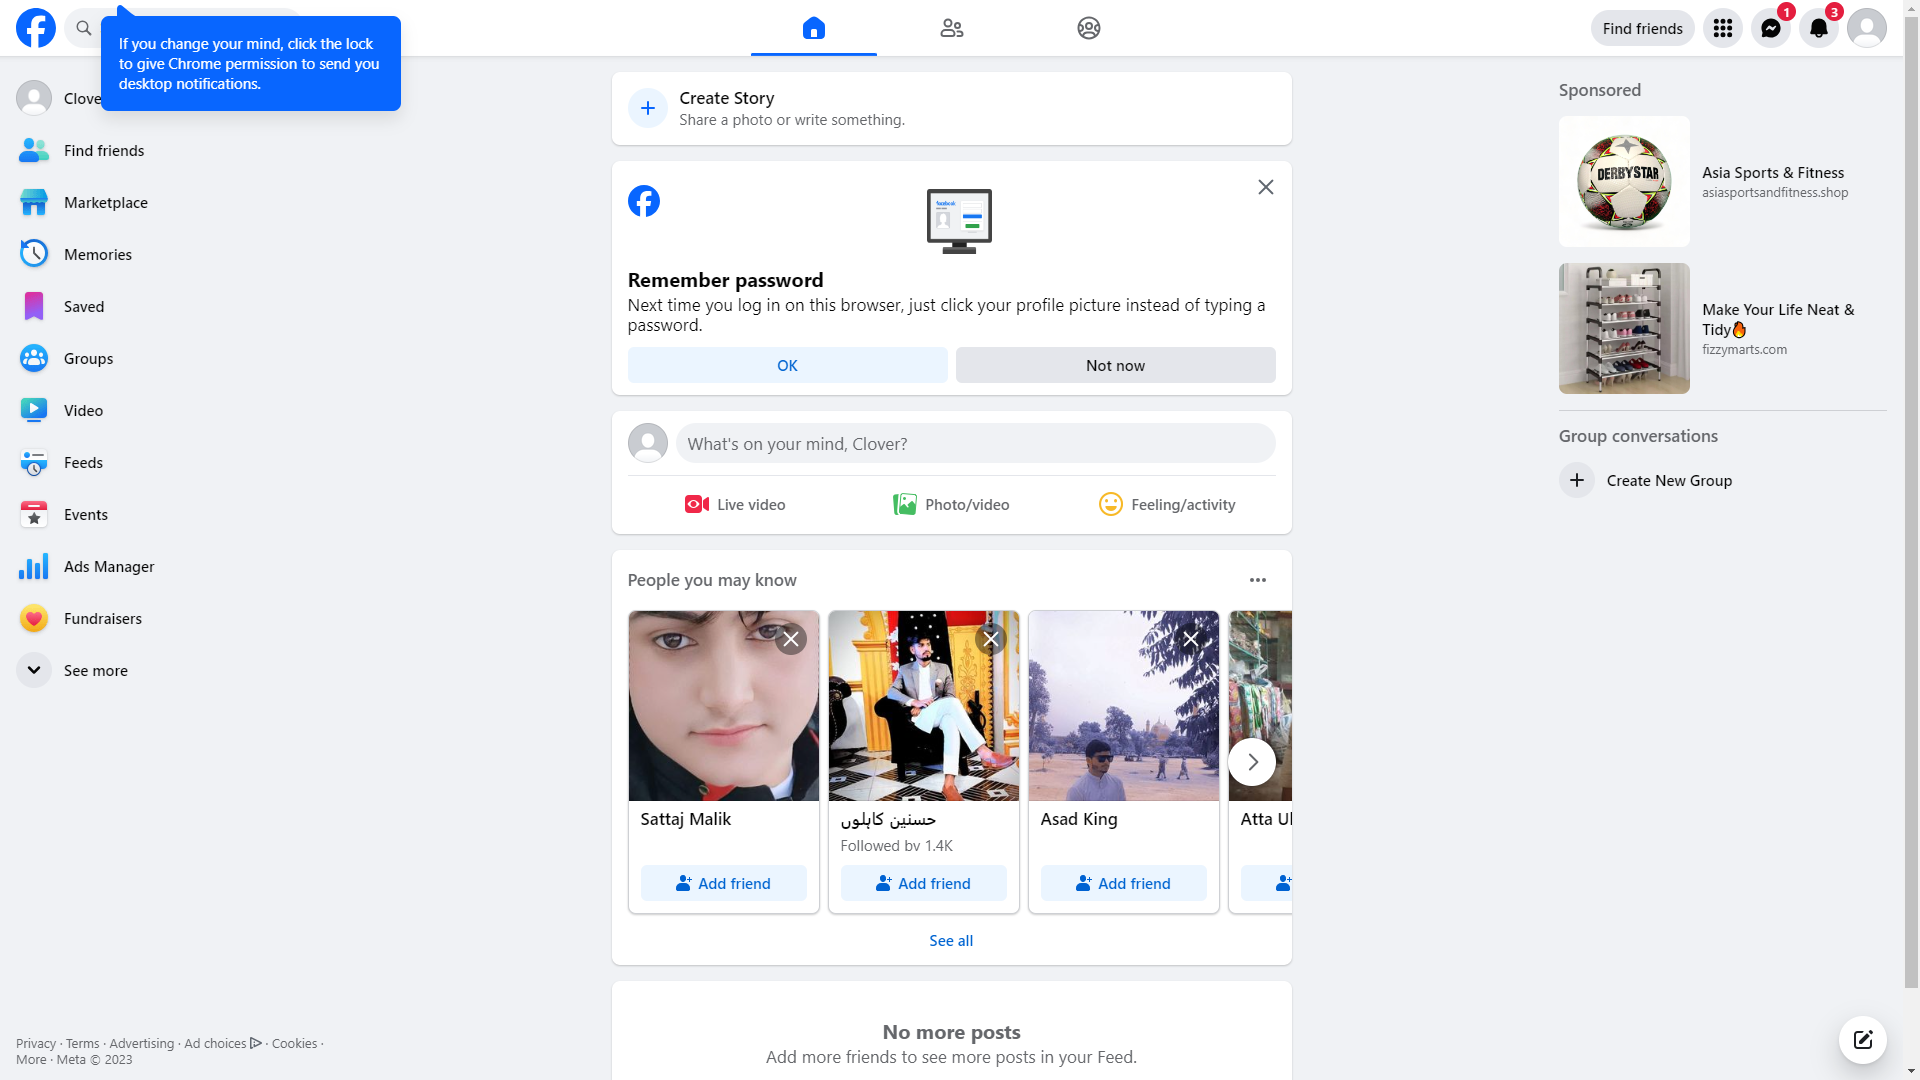 If you change your mind, click the lock
to give Chrome permission to send you
desktop notifications.
Find friends
1
3
Clove
Find friends
Marketplace
Memories
Saved
Groups
Video
Feeds
Events
Ads Manager
Fundraisers
See more
Privacy · Terms · Advertising · Ad choices · Cookies ·
More · Meta © 2023
Create Story
Share a photo or write something.
facebook
Remember password
Next time you log in on this browser, just click your profile picture instead of typing a
password.
OK
Not now
What's on your mind, Clover?
Live video
Photo/video
Feeling/activity
People you may know
Sattaj Malik
Add friend
حسنین کاہلوں
Followed by 1.4K
Add friend
Asad King
Add friend
Atta Ul
See all
No more posts
Add more friends to see more posts in your Feed.
Sponsored
DERBYSTAR
Asia Sports & Fitness
asiasportsandfitness.shop
Make Your Life Neat &
Tidy🔥
fizzymarts.com
Group conversations
Create New Group